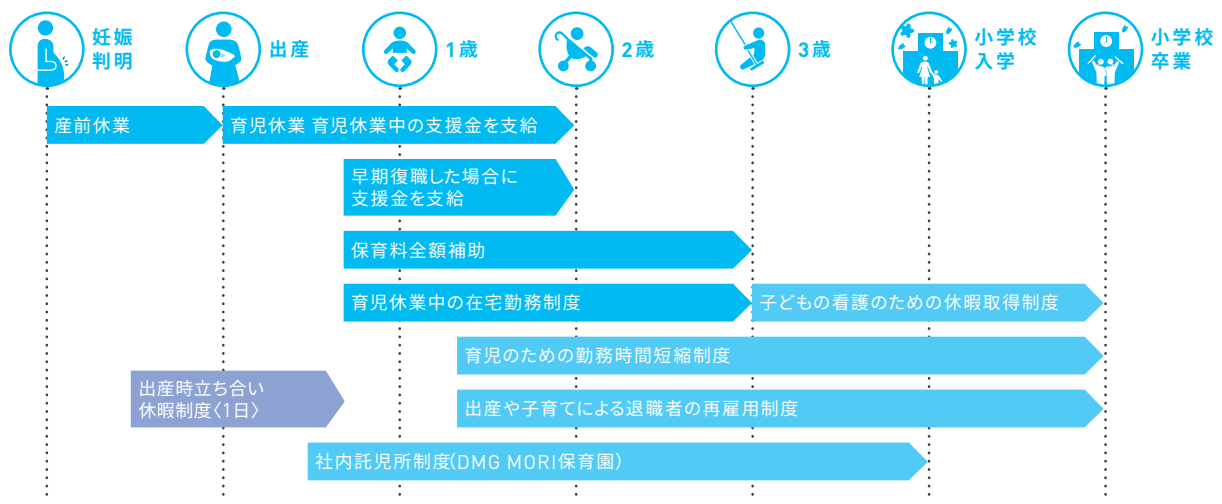 妊娠
判明
出産
1歳
2歳
3歳
小学校
入学
小学校
卒業
産前休業
育児休業 育児休業中の支援金を支給
早期復職した場合に
支援金を支給
保育料全額補助
育児休業中の在宅勤務制度
子どもの看護のための休暇取得制度
育児のための勤務時間短縮制度
出産時立ち合い
休暇制度〈1日〉
出産や子育てによる退職者の再雇用制度
社内託児所制度(DMG MORI保育園)